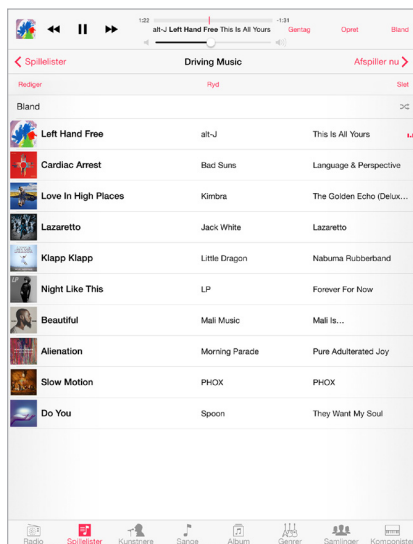 1:22 -1:31
alt-J Left Hand Free This Is All Yours Gentag Opret Bland
Spillelister Driving Music Afspiller nu
Rediger Ryd Slet
Bland
Left Hand Free alt-J This Is All Yours
Cardiac Arrest Bad Suns Language & Perspective
Love In High Places Kimbra The Golden Echo (Delux…
Lazaretto Jack White Lazaretto
Klapp Klapp Little Dragon Nabuma Rubberband
Night Like This LP Forever For Now
Beautiful Mali Music Mali Is…
Alienation Morning Parade Pure Adulterated Joy
Slow Motion PHOX PHOX
Do You Spoon They Want My Soul
Radio Spillelister Kunstnere Sange Album Genrer Samlinger Komponister